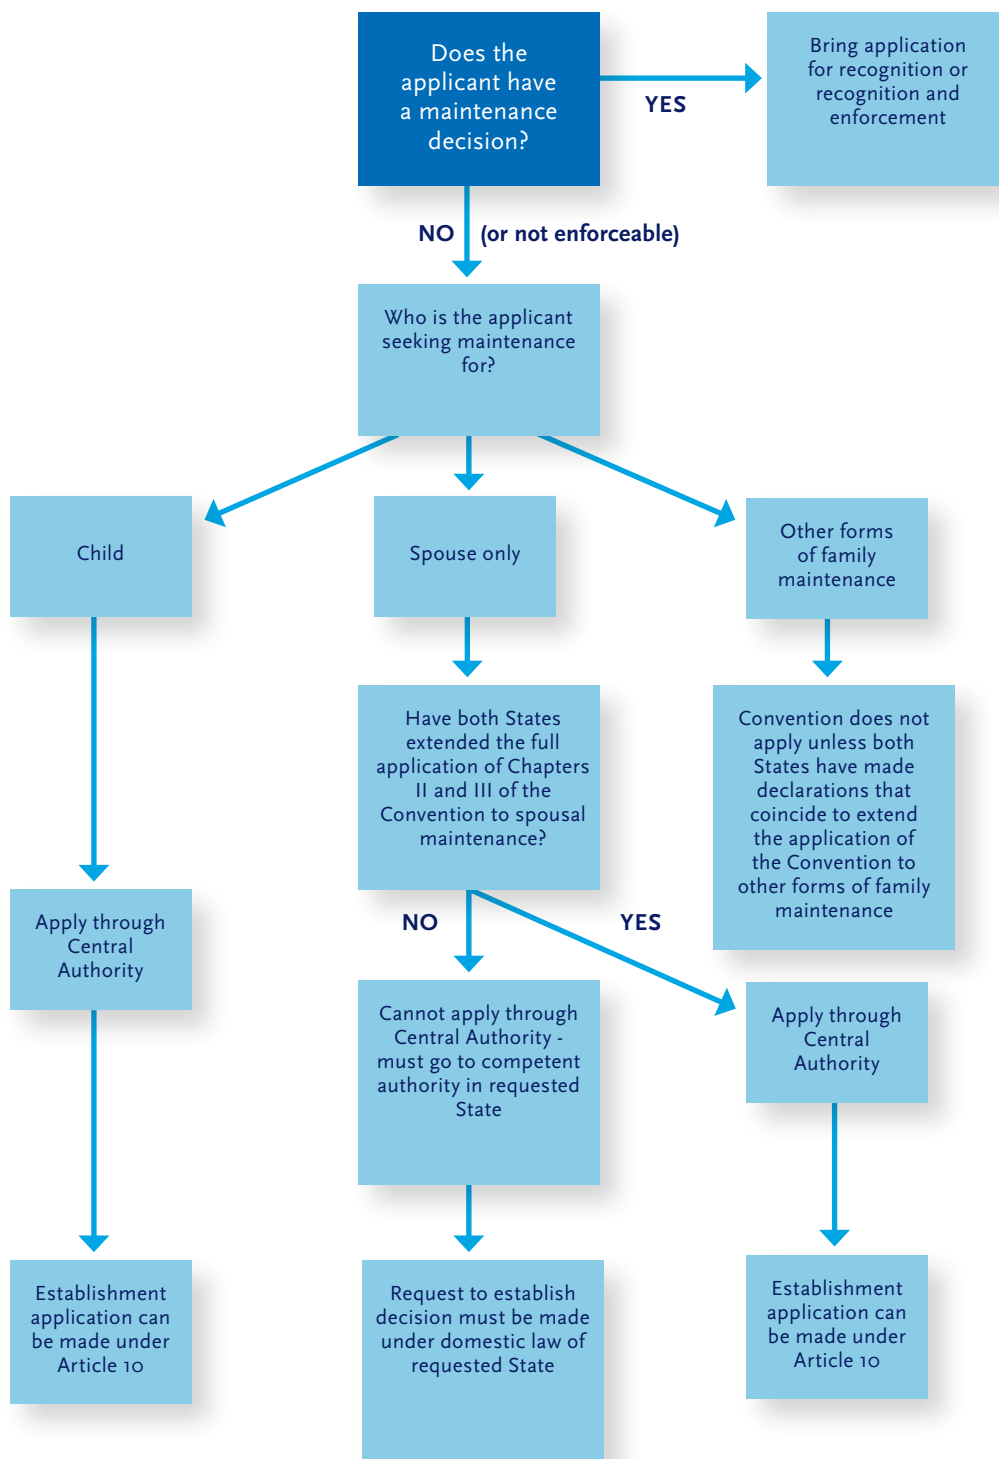 Does the
applicant have
a maintenance
decision?
YES
Bring application
for recognition or
recognition and
enforcement
NO (or not enforceable)
Who is the applicant
seeking maintenance
for?
Child
Spouse only
Other forms
of family
maintenance
Have both States
extended the full
application of Chapters
II and III of the
Convention to spousal
maintenance?
Convention does not
apply unless both
States have made
declarations that
coincide to extend
the application of
the Convention to
other forms of family
maintenance
Apply through
Central
Authority
NO
YES
Cannot apply through
Central Authority -
must go to competent
authority in requested
State
Apply through
Central
Authority
Establishment
application can
be made under
Article 10
Request to establish
decision must be made
under domestic law of
requested State
Establishment
application can
be made under
Article 10